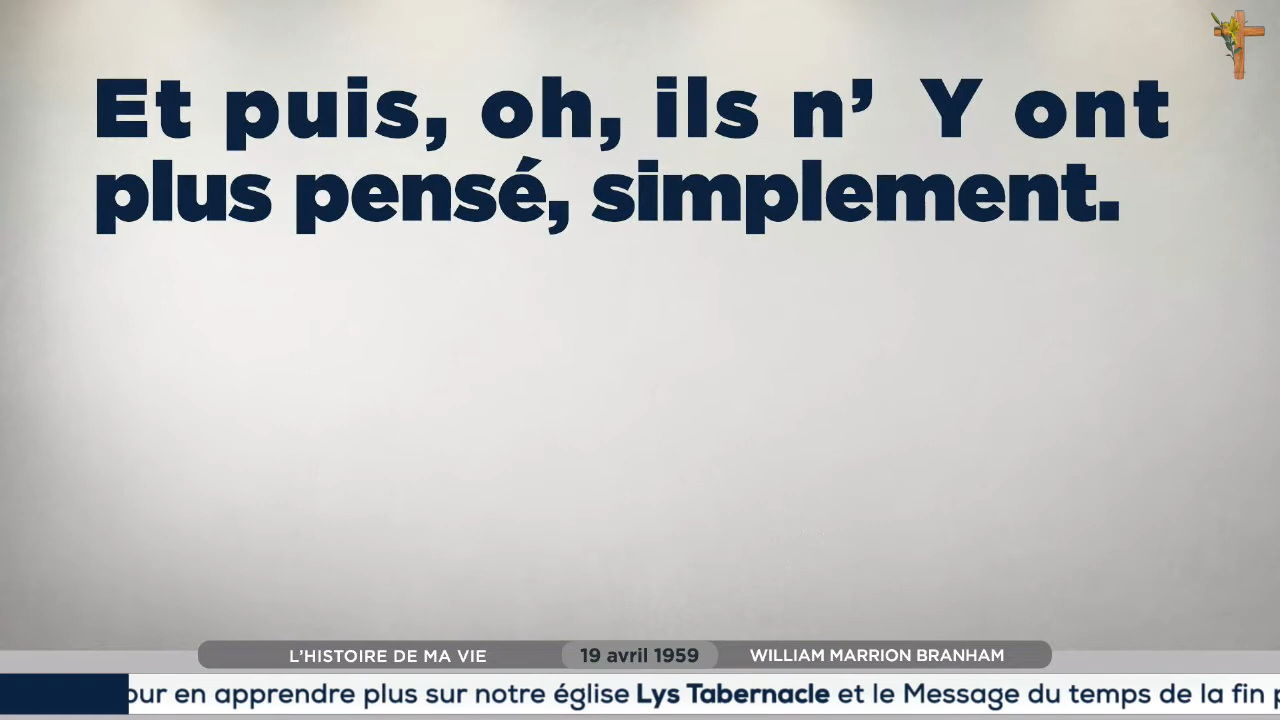 Et puis, oh, ils n’ Y ont
plus pensé, simplement.
L’HISTOIRE DE MA VIE 19 avril 1959 WILLIAM MARRION BRANHAM
en apprendre plus sur notre église Lys Tabernacle et le Message du temps de la fin